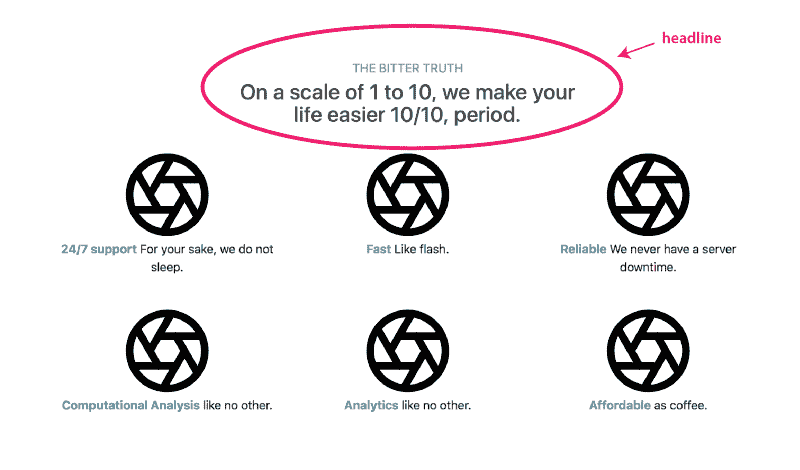 headline
THE BITTER TRUTH
On a scale of 1 to 10, we make your
life easier 10/10, period.
24/7 support For your sake, we do not
sleep.
Fast Like flash.
Reliable We never have a server
downtime.
Computational Analysis like no other.
Analytics like no other.
Affordable as coffee.